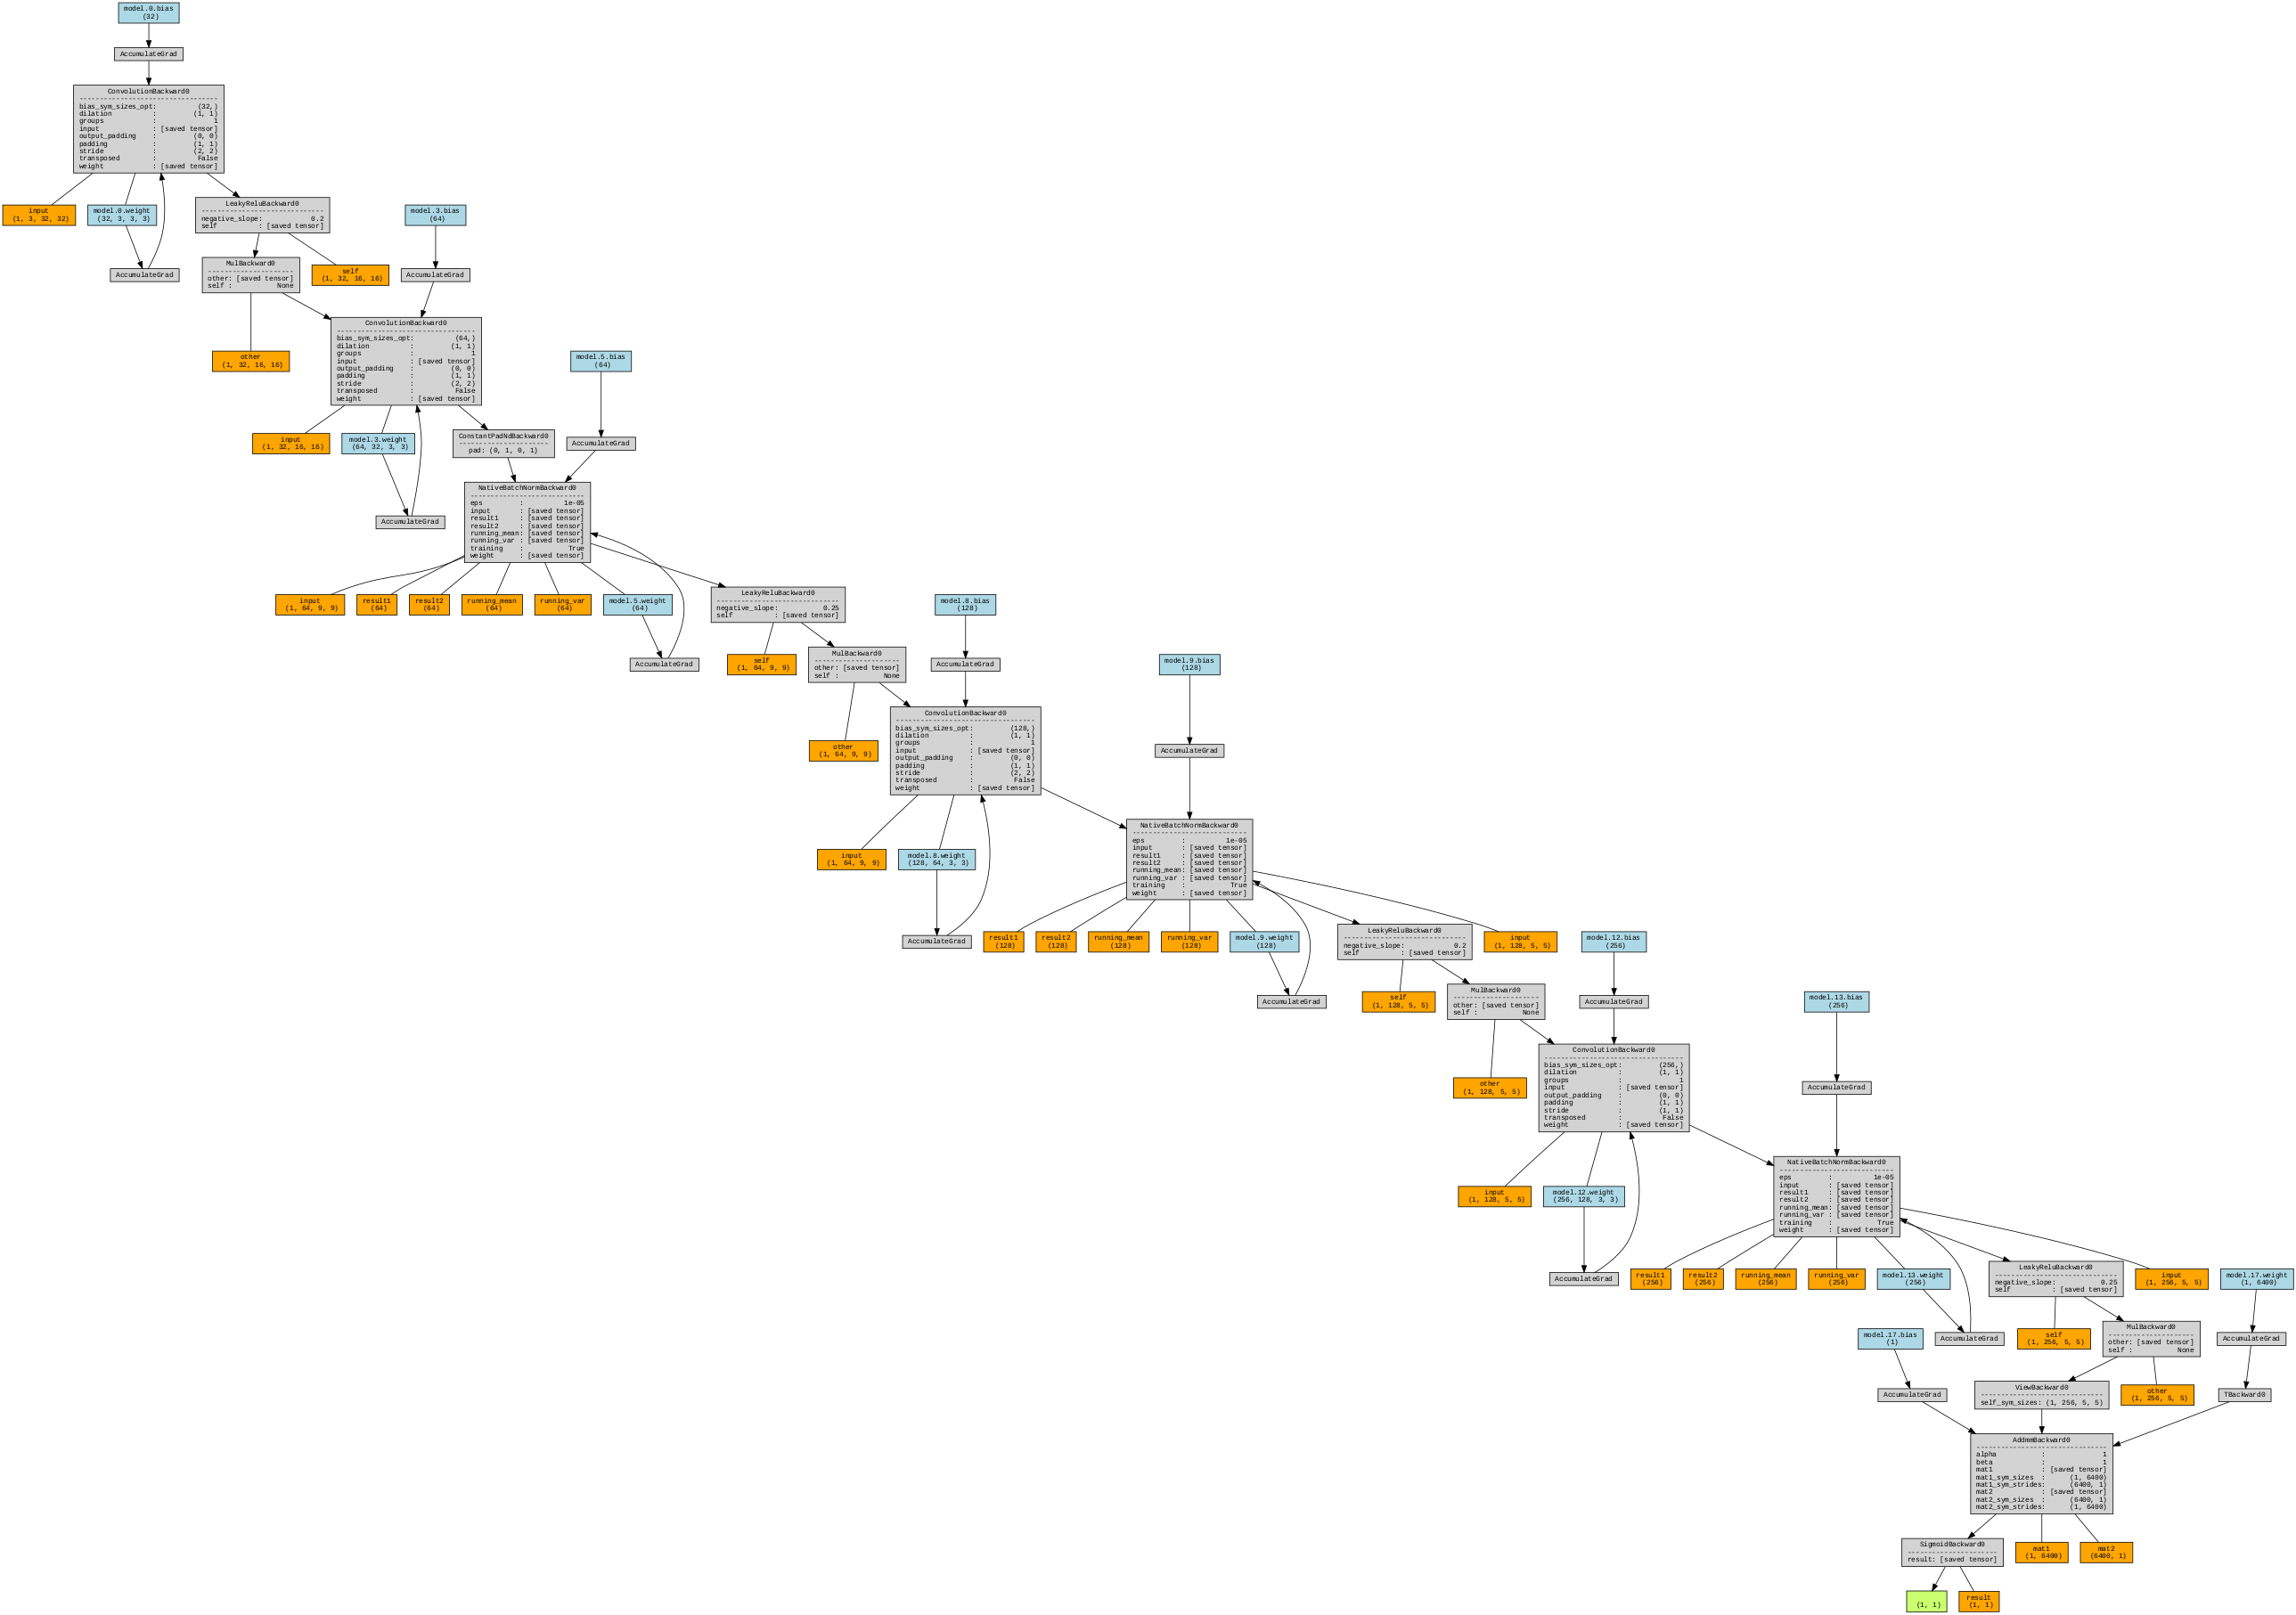 model.0.bias
(32)
AccumulateGrad
ConvolutionBackward0
----------------------------------
bias_sym_sizes_opt: (32,)
dilation : (1, 1)
groups : 1
input : [saved tensor]
output_padding : (0, 0)
padding : (1, 1)
stride : (2, 2)
transposed : False
weight : [saved tensor]
input
(1, 3, 32, 32)
model.0.weight
(32, 3, 3, 3)
AccumulateGrad
LeakyReluBackward0
------------------------------
negative_slope: 0.2
self : [saved tensor]
self
(1, 32, 16, 16)
MulBackward0
---------------------
other: [saved tensor]
self : None
other
(1, 32, 16, 16)
model.3.bias
(64)
AccumulateGrad
ConvolutionBackward0
----------------------------------
bias_sym_sizes_opt: (64,)
dilation : (1, 1)
groups : 1
input : [saved tensor]
output_padding : (0, 0)
padding : (1, 1)
stride : (2, 2)
transposed : False
weight : [saved tensor]
input
(1, 32, 16, 16)
model.3.weight
(64, 32, 3, 3)
AccumulateGrad
ConstantPadNdBackward0
----------------------
pad: (0, 1, 0, 1)
model.5.bias
(64)
AccumulateGrad
NativeBatchNormBackward0
----------------------------
eps : 1e-05
input : [saved tensor]
result1 : [saved tensor]
result2 : [saved tensor]
running_mean: [saved tensor]
running_var : [saved tensor]
training : True
weight : [saved tensor]
input
(1, 64, 9, 9)
result1
(64)
result2
(64)
running_mean
(64)
running_var
(64)
model.5.weight
(64)
AccumulateGrad
LeakyReluBackward0
------------------------------
negative_slope: 0.25
self : [saved tensor]
self
(1, 64, 9, 9)
MulBackward0
---------------------
other: [saved tensor]
self : None
other
(1, 64, 9, 9)
model.8.bias
(128)
AccumulateGrad
ConvolutionBackward0
----------------------------------
bias_sym_sizes_opt: (128,)
dilation : (1, 1)
groups : 1
input : [saved tensor]
output_padding : (0, 0)
padding : (1, 1)
stride : (2, 2)
transposed : False
weight : [saved tensor]
input
(1, 64, 9, 9)
model.8.weight
(128, 64, 3, 3)
AccumulateGrad
model.9.bias
(128)
AccumulateGrad
NativeBatchNormBackward0
----------------------------
eps : 1e-05
input : [saved tensor]
result1 : [saved tensor]
result2 : [saved tensor]
running_mean: [saved tensor]
running_var : [saved tensor]
training : True
weight : [saved tensor]
result1
(128)
result2
(128)
running_mean
(128)
running_var
(128)
model.9.weight
(128)
AccumulateGrad
LeakyReluBackward0
------------------------------
negative_slope: 0.2
self : [saved tensor]
input
(1, 128, 5, 5)
self
(1, 128, 5, 5)
MulBackward0
---------------------
other: [saved tensor]
self : None
other
(1, 128, 5, 5)
model.12.bias
(256)
AccumulateGrad
ConvolutionBackward0
----------------------------------
bias_sym_sizes_opt: (256,)
dilation : (1, 1)
groups : 1
input : [saved tensor]
output_padding : (0, 0)
padding : (1, 1)
stride : (1, 1)
transposed : False
weight : [saved tensor]
input
(1, 128, 5, 5)
model.12.weight
(256, 128, 3, 3)
AccumulateGrad
model.13.bias
(256)
AccumulateGrad
NativeBatchNormBackward0
----------------------------
eps : 1e-05
input : [saved tensor]
result1 : [saved tensor]
result2 : [saved tensor]
running_mean: [saved tensor]
running_var : [saved tensor]
training : True
weight : [saved tensor]
result1
(256)
result2
(256)
running_mean
(256)
running_var
(256)
model.13.weight
(256)
AccumulateGrad
LeakyReluBackward0
------------------------------
negative_slope: 0.25
self : [saved tensor]
input
(1, 256, 5, 5)
self
(1, 256, 5, 5)
MulBackward0
---------------------
other: [saved tensor]
self : None
other
(1, 256, 5, 5)
model.17.weight
(1, 6400)
AccumulateGrad
TBackward0
model.17.bias
(1)
AccumulateGrad
ViewBackward0
------------------------------
self_sym_sizes: (1, 256, 5, 5)
AddmmBackward0
--------------------------------
alpha : 1
beta : 1
mat1 : [saved tensor]
mat1_sym_sizes : (1, 6400)
mat1_sym_strides: (6400, 1)
mat2 : [saved tensor]
mat2_sym_sizes : (6400, 1)
mat2_sym_strides: (1, 6400)
SigmoidBackward0
----------------------
result: [saved tensor]
mat1
(1, 6400)
mat2
(6400, 1)
(1, 1)
result
(1, 1)